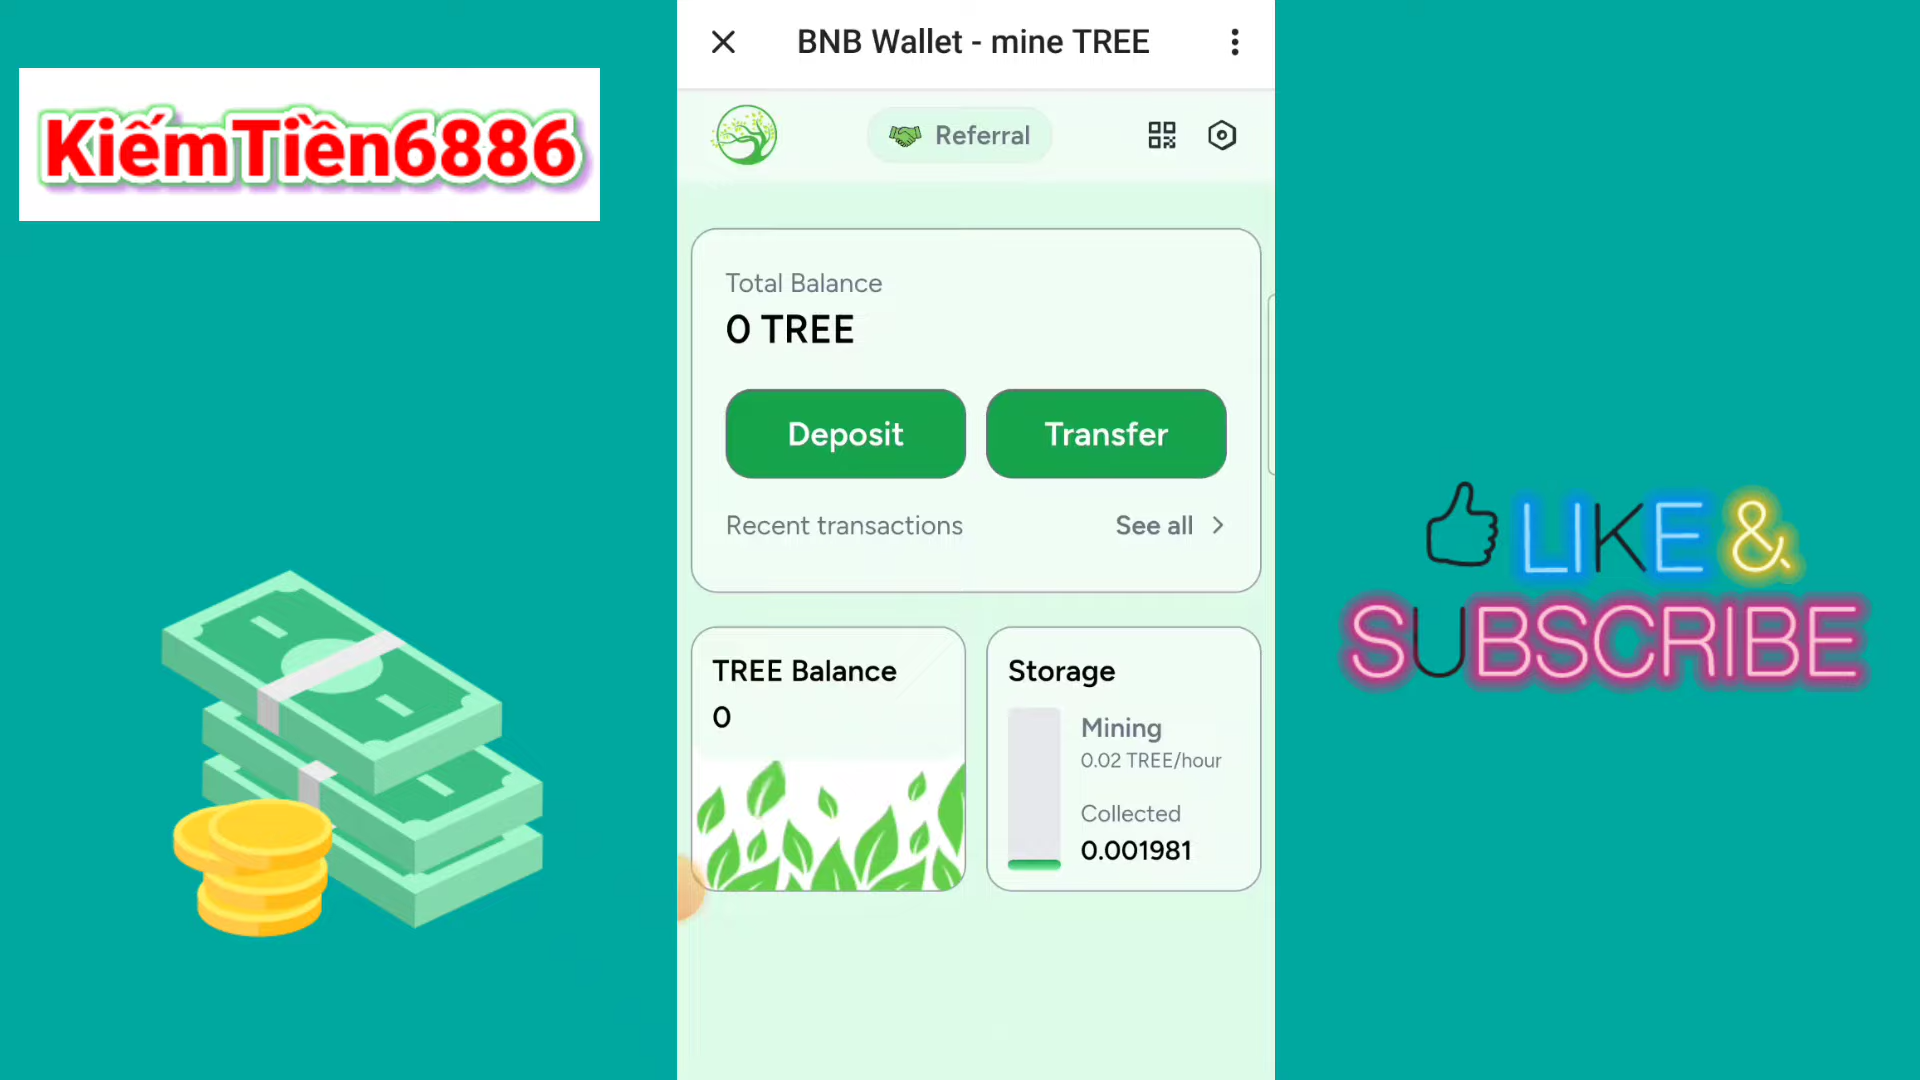 KiếmTiền6886
BNB Wallet - mine TREE
Referral
Total Balance
0 TREE
Deposit
Transfer
Recent transactions
See all
TREE Balance
0
Storage
Mining
0.02 TREE/hour
Collected
0.001981
LIKE &
SUBSCRIBE